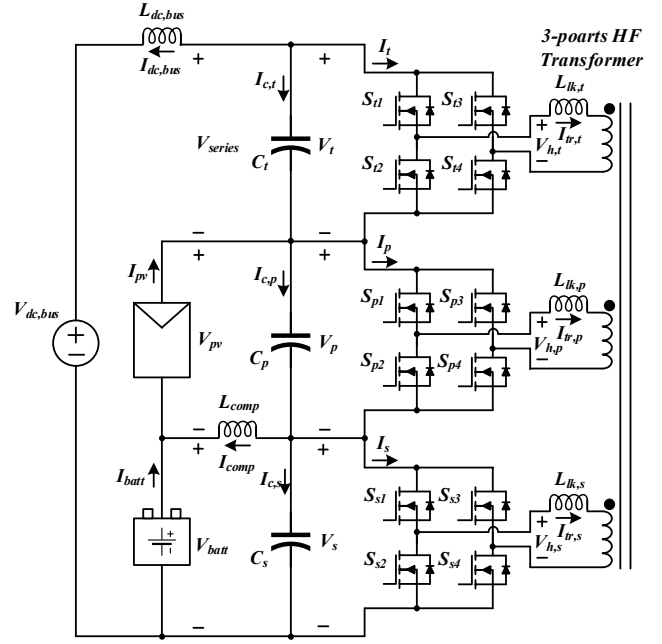 L_dc,bus
I_dc,bus
+
+
I_t
3-poarts HF
Transformer
I_c,t
S_t1
S_t3
L_lk,t
+
I_tr,t
V_h,t
−
V_series
C_t
V_t
S_t2
S_t4
−
−
+
+
I_p
I_pv
I_c,p
S_p1
S_p3
L_lk,p
V_dc,bus
+
−
+
I_tr,p
V_h,p
−
V_pv
C_p
V_p
S_p2
S_p4
L_comp
−
−
+
+
I_comp
I_s
I_batt
I_c,s
S_s1
S_s3
L_lk,s
+
I_tr,s
V_h,s
−
+
-
V_batt
C_s
V_s
S_s2
S_s4
−
−